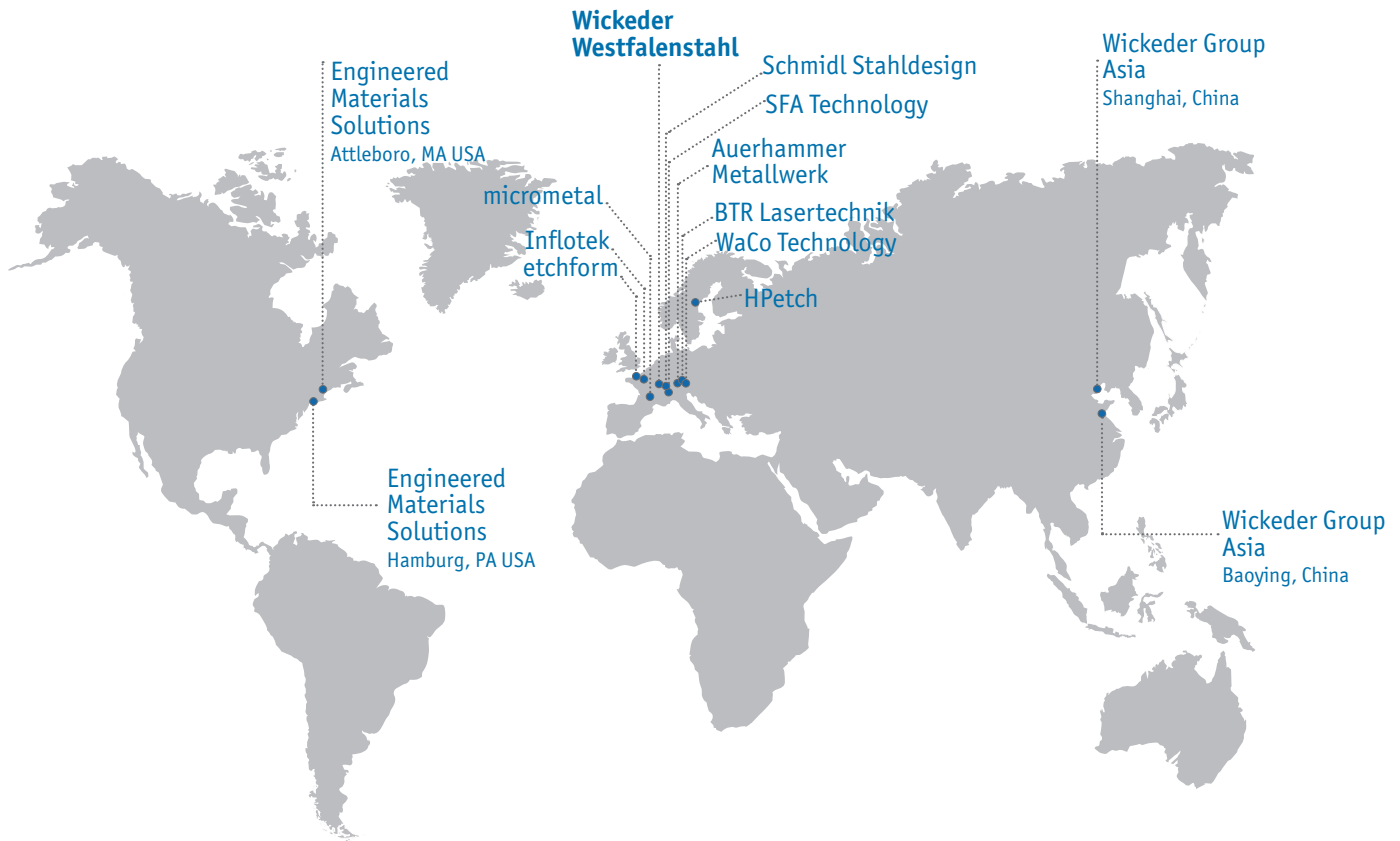 Wickeder
Westfalenstahl
Engineered
Materials
Solutions
Attleboro, MA USA
Schmidl Stahldesign
SFA Technology
Wickeder Group
Asia
Shanghai, China
Auerhammer
Metallwerk
micrometal
BTR Lasertechnik
Inflotek
WaCo Technology
etchform
HPetch
Engineered
Materials
Solutions
Hamburg, PA USA
Wickeder Group
Asia
Baoying, China